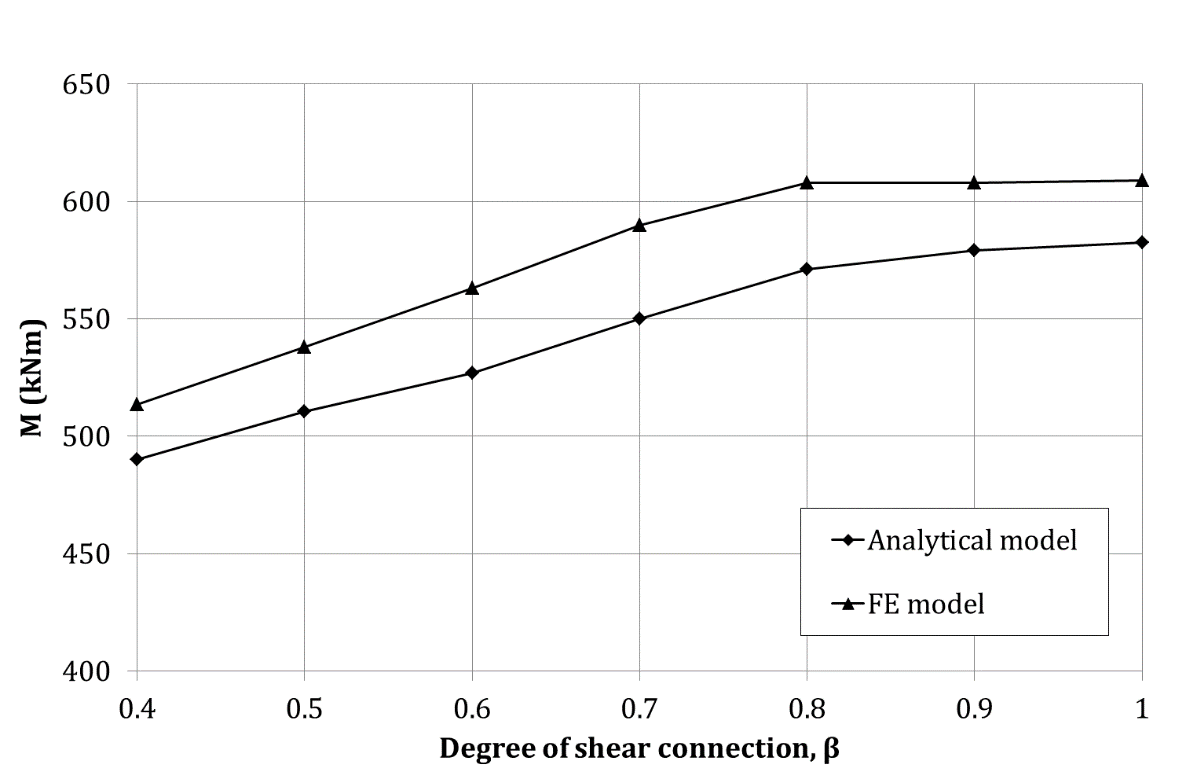 650
600
550
500
450
400
M (kNm)
Analytical model
FE model
0.4 0.5 0.6 0.7 0.8 0.9 1
Degree of shear connection, β